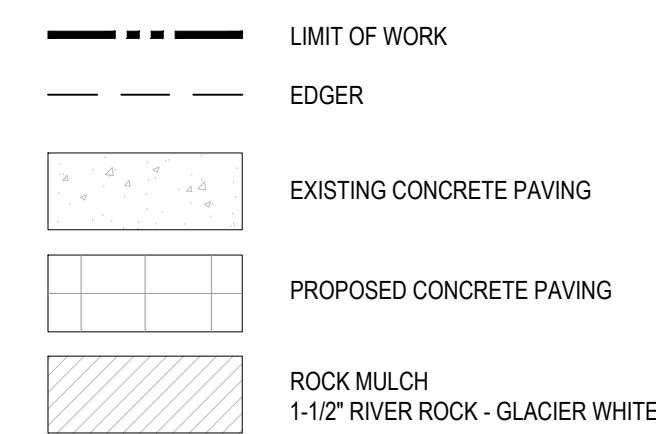 LIMIT OF WORK
EDGER
EXISTING CONCRETE PAVING
PROPOSED CONCRETE PAVING
ROCK MULCH
1-1/2" RIVER ROCK - GLACIER WHITE